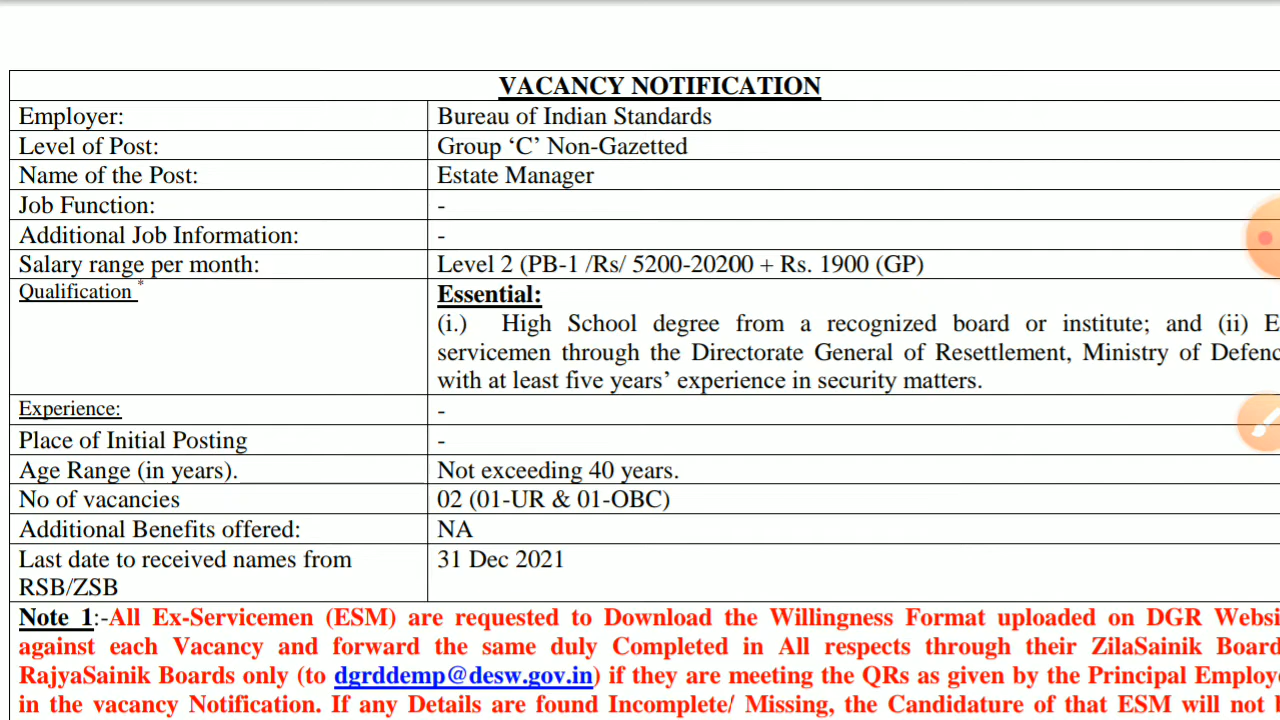 VACANCY NOTIFICATION
Employer: Bureau of Indian Standards
Level of Post: Group ‘C’ Non-Gazetted
Name of the Post: Estate Manager
Job Function: -
Additional Job Information: -
Salary range per month: Level 2 (PB-1 /Rs/ 5200-20200 + Rs. 1900 (GP)
Qualification * Essential:
(i.) High School degree from a recognized board or institute; and (ii) E
servicemen through the Directorate General of Resettlement, Ministry of Defenc
with at least five years’ experience in security matters.
Experience: -
Place of Initial Posting -
Age Range (in years). Not exceeding 40 years.
No of vacancies 02 (01-UR & 01-OBC)
Additional Benefits offered: NA
Last date to received names from 31 Dec 2021
RSB/ZSB
Note 1:-All Ex-Servicemen (ESM) are requested to Download the Willingness Format uploaded on DGR Websi
against each Vacancy and forward the same duly Completed in All respects through their ZilaSainik Board
RajyaSainik Boards only (to dgrddemp@desw.gov.in) if they are meeting the QRs as given by the Principal Employe
in the vacancy Notification. If any Details are found Incomplete/ Missing, the Candidature of that ESM will not